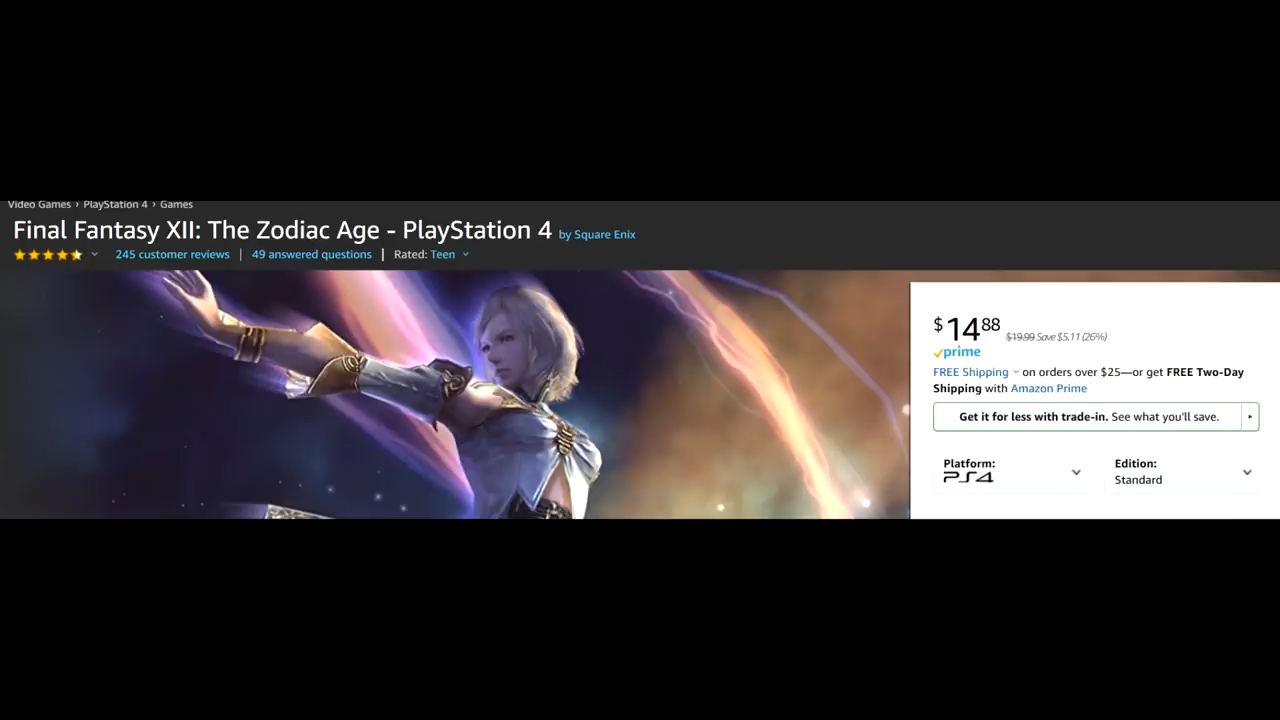 Video Games › PlayStation 4 › Games
Final Fantasy XII: The Zodiac Age - PlayStation 4 by Square Enix
245 customer reviews | 49 answered questions | Rated: Teen
$14.88 $19.99 Save $5.11 (26%)
prime
FREE Shipping on orders over $25—or get FREE Two-Day
Shipping with Amazon Prime
Get it for less with trade-in. See what you'll save.
Platform: Edition:
PS4 Standard